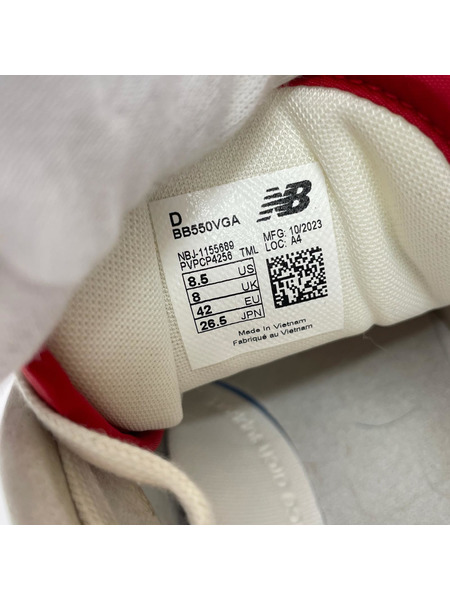 D
BB550VGA
NB
NBJ-1155689
PVPCP4256 TML
MFG: 10/2023
LOC: A4
8.5 US
8 UK
42 EU
26.5 JPN
Made in Vietnam
Fabriqué au Vietnam